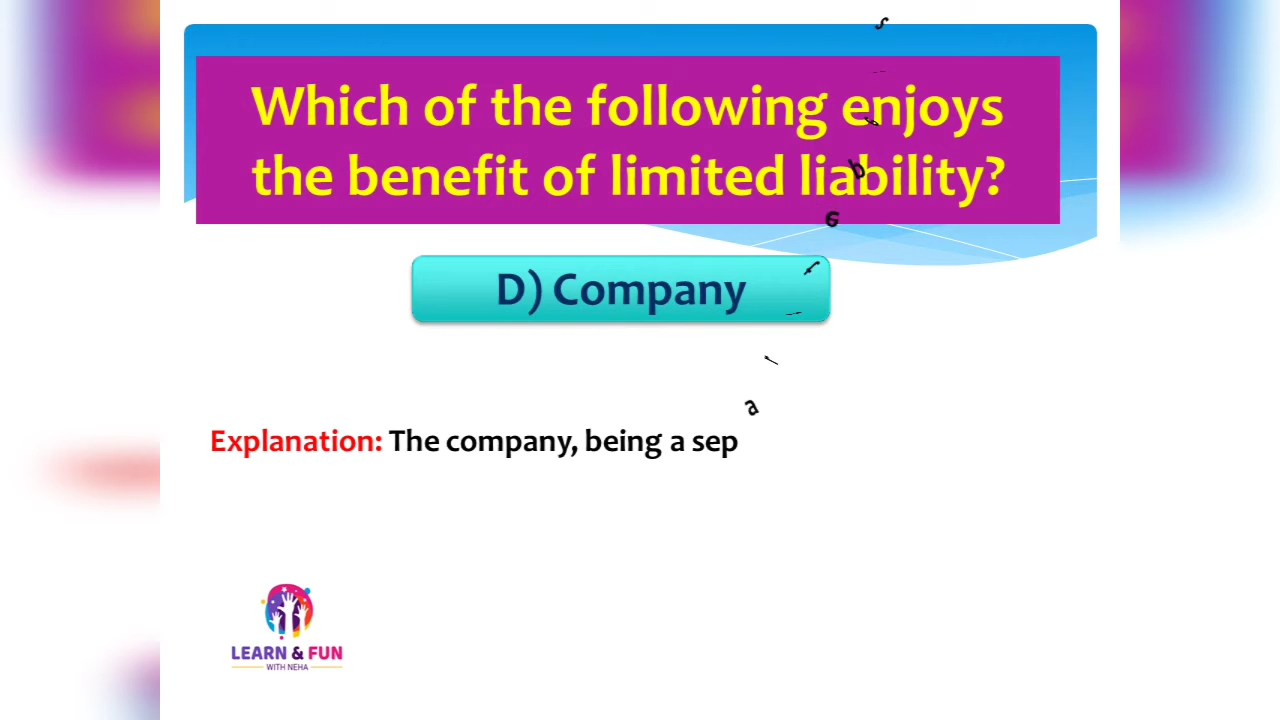 Which of the following enjoys
the benefit of limited liability?
D) Company
Explanation: The company, being a sep
LEARN & FUN
WITH NEHA